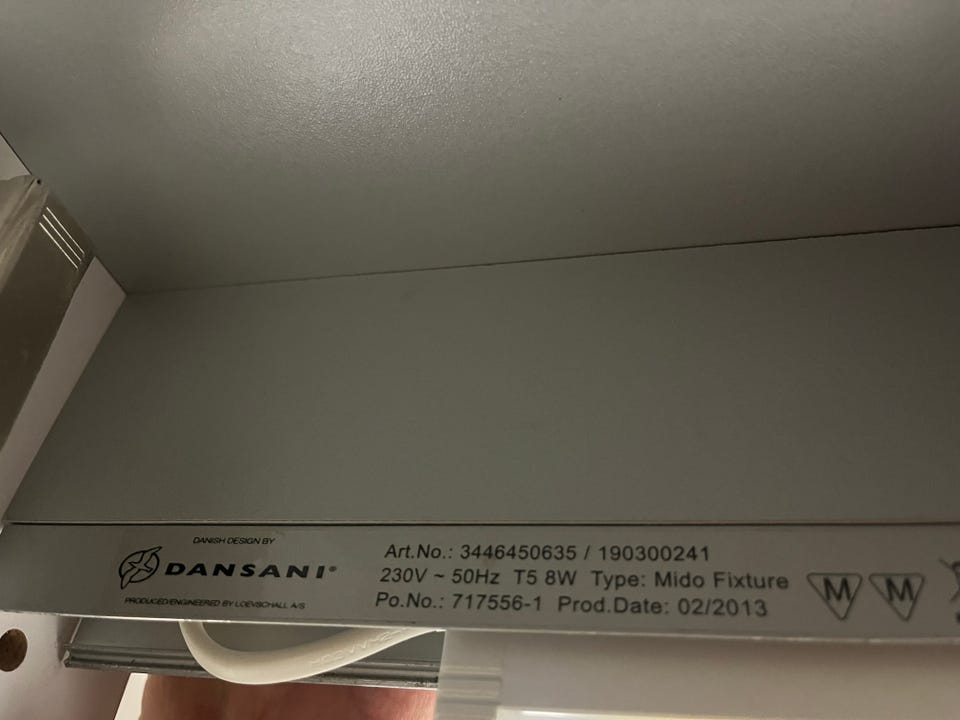 DANISH DESIGN BY
DANSANI®
PRODUCED/ENGINEERED BY LOEVSCHALL A/S
Art.No.: 3446450635 / 190300241
230V ~ 50Hz T5 8W Type: Mido Fixture
Po.No.: 717556-1 Prod.Date: 02/2013
M M